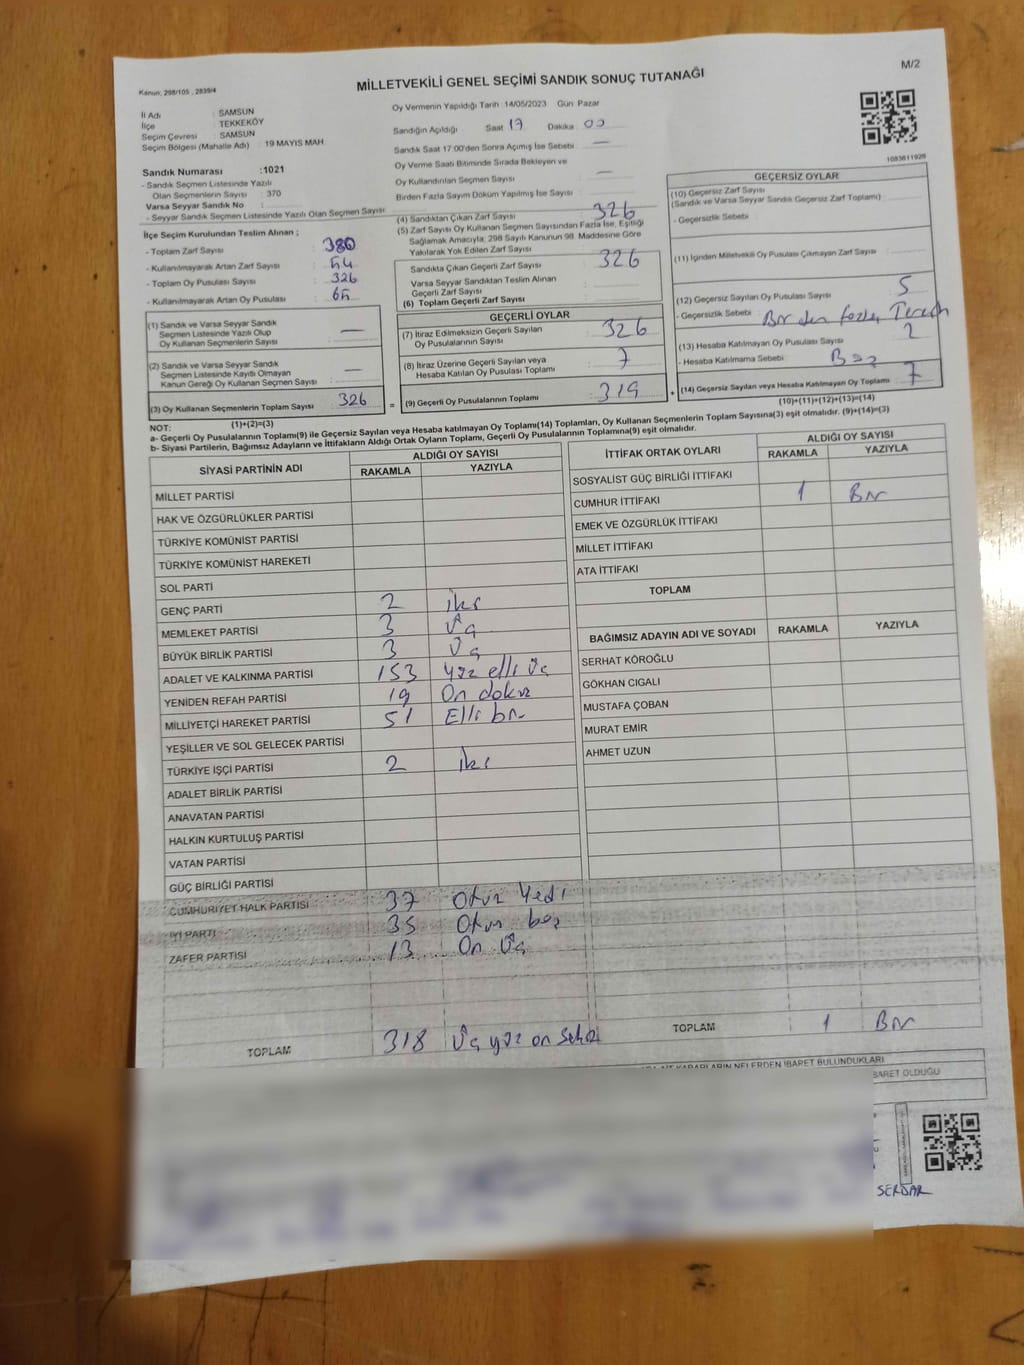 Kanun; 298/105 , 2839/4
MİLLETVEKİLİ GENEL SEÇİMİ SANDIK SONUÇ TUTANAĞI
M/2
İl Adı : SAMSUN
İlçe : TEKKEKÖY
Seçim Çevresi : SAMSUN
Seçim Bölgesi (Mahalle Adı) : 19 MAYIS MAH.
Sandık Numarası :1021
- Sandık Seçmen Listesinde Yazılı
Olan Seçmenlerin Sayısı : 370
Varsa Seyyar Sandık No :
- Seyyar Sandık Seçmen Listesinde Yazılı Olan Seçmen Sayısı
İlçe Seçim Kurulundan Teslim Alınan ;
- Toplam Zarf Sayısı : 380
- Kullanılmayarak Artan Zarf Sayısı : 54
- Toplam Oy Pusulası Sayısı : 326
- Kullanılmayarak Artan Oy Pusulası :
(1) Sandık ve Varsa Seyyar Sandık
Seçmen Listesinde Yazılı Olup
Oy Kullanan Seçmenlerin Sayısı : —
(2) Sandık ve Varsa Seyyar Sandık
Seçmen Listesinde Kayıtlı Olmayan
Kanun Gereği Oy Kullanan Seçmen Sayısı : —
(3) Oy Kullanan Seçmenlerin Toplam Sayısı : 326
(1)+(2)=(3)
Oy Vermenin Yapıldığı Tarih : 14/05/2023 Gün : Pazar
Sandığın Açıldığı Saat 17 Dakika 00
Sandık Saat 17:00'den Sonra Açılmış İse Sebebi : —
Oy Verme Saati Bitiminde Sırada Bekleyen ve
Oy Kullandırılan Seçmen Sayısı : —
Birden Fazla Sayım Döküm Yapılmış İse Sayısı :
(4) Sandıktan Çıkan Zarf Sayısı : 326
(5) Zarf Sayısı Oy Kullanan Seçmen Sayısından Fazla İse, Eşitliği
Sağlamak Amacıyla; 298 Sayılı Kanunun 98. Maddesine Göre
Yakılarak Yok Edilen Zarf Sayısı :
Sandıkta Çıkan Geçerli Zarf Sayısı : 326
Varsa Seyyar Sandıktan Teslim Alınan
Geçerli Zarf Sayısı :
(6) Toplam Geçerli Zarf Sayısı :
GEÇERLİ OYLAR
(7) İtiraz Edilmeksizin Geçerli Sayılan
Oy Pusulalarının Sayısı : 326
(8) İtiraz Üzerine Geçerli Sayılan veya
Hesaba Katılan Oy Pusulası Toplamı : 7
(9) Geçerli Oy Pusulalarının Toplamı : 319
1083811928
GEÇERSİZ OYLAR
(10) Geçersiz Zarf Sayısı
(Sandık ve Varsa Seyyar Sandık Geçersiz Zarf Toplamı) :
- Geçersizlik Sebebi :
(11) İçinden Milletvekili Oy Pusulası Çıkmayan Zarf Sayısı :
(12) Geçersiz Sayılan Oy Pusulası Sayısı : 5
- Geçersizlik Sebebi : Birden fazla Tercih
(13) Hesaba Katılmayan Oy Pusulası Sayısı : 2
- Hesaba Katılmama Sebebi : Boş
(14) Geçersiz Sayılan veya Hesaba Katılmayan Oy Toplamı : 7
(10)+(11)+(12)+(13)=(14)
NOT:
a- Geçerli Oy Pusulalarının Toplamı(9) ile Geçersiz Sayılan veya Hesaba katılmayan Oy Toplamı(14) Toplamları, Oy Kullanan Seçmenlerin Toplam Sayısına(3) eşit olmalıdır. (9)+(14)=(3)
b- Siyasi Partilerin, Bağımsız Adayların ve İttifakların Aldığı Ortak Oyların Toplamı, Geçerli Oy Pusulalarının Toplamına(9) eşit olmalıdır.
SİYASİ PARTİNİN ADI ALDIĞI OY SAYISI
RAKAMLA YAZIYLA
MİLLET PARTİSİ
HAK VE ÖZGÜRLÜKLER PARTİSİ
TÜRKİYE KOMÜNİST PARTİSİ
TÜRKİYE KOMÜNİST HAREKETİ
SOL PARTİ
GENÇ PARTİ 2 iki
MEMLEKET PARTİSİ 3 Üç
BÜYÜK BİRLİK PARTİSİ 3 Üç
ADALET VE KALKINMA PARTİSİ 153 Yüz elli Üç
YENİDEN REFAH PARTİSİ 19 On dokuz
MİLLİYETÇİ HAREKET PARTİSİ 51 Elli bir
YEŞİLLER VE SOL GELECEK PARTİSİ
TÜRKİYE İŞÇİ PARTİSİ 2 iki
ADALET BİRLİK PARTİSİ
ANAVATAN PARTİSİ
HALKIN KURTULUŞ PARTİSİ
VATAN PARTİSİ
GÜÇ BİRLİĞİ PARTİSİ
CUMHURİYET HALK PARTİSİ 37 Otuz Yedi
İYİ PARTİ 35 Otuz beş
ZAFER PARTİSİ 13 On Üç
TOPLAM 318 Üç yüz on Sekiz
İTTİFAK ORTAK OYLARI ALDIĞI OY SAYISI
RAKAMLA YAZIYLA
SOSYALİST GÜÇ BİRLİĞİ İTTİFAKI
CUMHUR İTTİFAKI 1 Bir
EMEK VE ÖZGÜRLÜK İTTİFAKI
MİLLET İTTİFAKI
ATA İTTİFAKI
TOPLAM
BAĞIMSIZ ADAYIN ADI VE SOYADI RAKAMLA YAZIYLA
SERHAT KÖROĞLU
GÖKHAN CIGALI
MUSTAFA ÇOBAN
MURAT EMİR
AHMET UZUN
TOPLAM 1 Bir
KARARLARIN NELERDEN İBARET BULUNDUKLARI
İBARET OLDUĞU
SERDAR